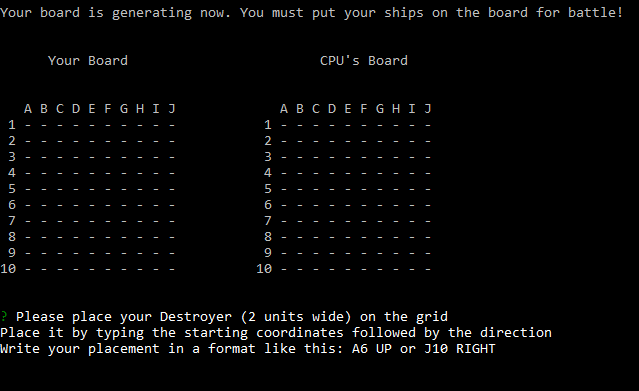 Your board is generating now. You must put your ships on the board for battle!
Your Board CPU's Board
A B C D E F G H I J A B C D E F G H I J
1 - - - - - - - - - - 1 - - - - - - - - - -
2 - - - - - - - - - - 2 - - - - - - - - - -
3 - - - - - - - - - - 3 - - - - - - - - - -
4 - - - - - - - - - - 4 - - - - - - - - - -
5 - - - - - - - - - - 5 - - - - - - - - - -
6 - - - - - - - - - - 6 - - - - - - - - - -
7 - - - - - - - - - - 7 - - - - - - - - - -
8 - - - - - - - - - - 8 - - - - - - - - - -
9 - - - - - - - - - - 9 - - - - - - - - - -
10 - - - - - - - - - - 10 - - - - - - - - - -
? Please place your Destroyer (2 units wide) on the grid
Place it by typing the starting coordinates followed by the direction
Write your placement in a format like this: A6 UP or J10 RIGHT